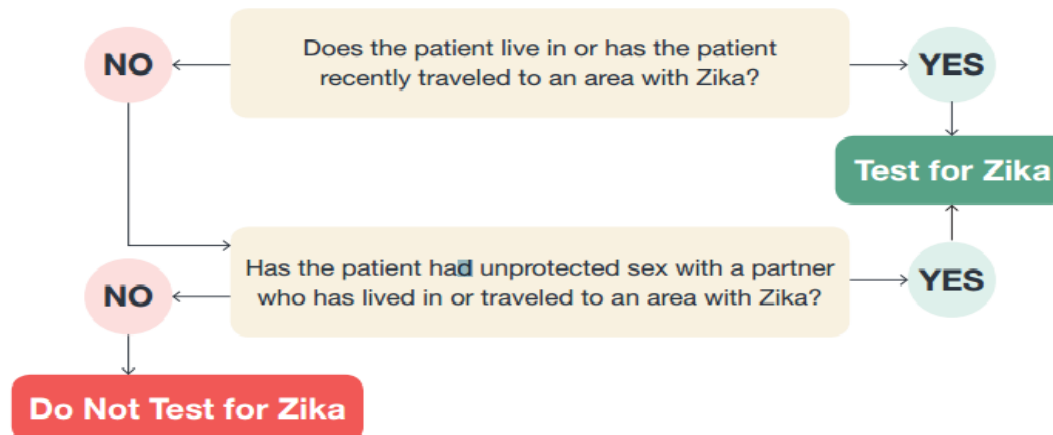 Does the patient live in or has the patient
recently traveled to an area with Zika?
NO
YES
Test for Zika
Has the patient had unprotected sex with a partner
who has lived in or traveled to an area with Zika?
NO
YES
Do Not Test for Zika